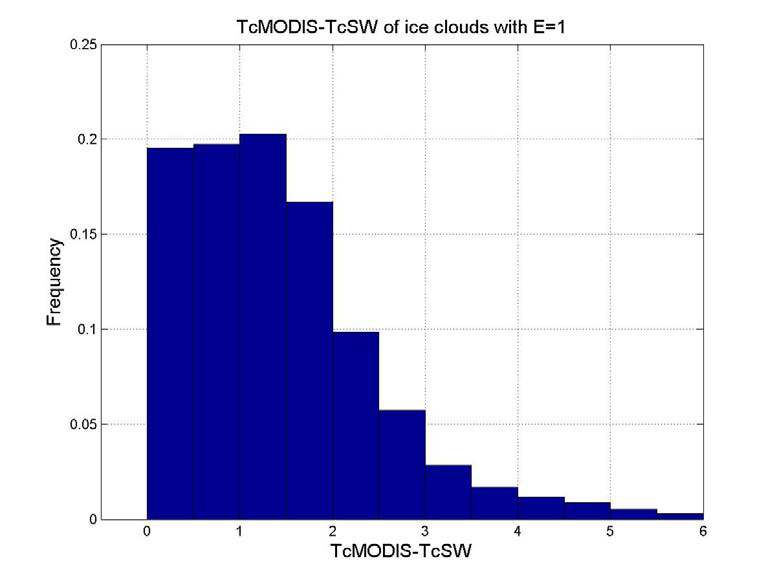 TcMODIS-TcSW of ice clouds with E=1
0.25
0.2
0.15
0.1
0.05
0
Frequency
0 1 2 3 4 5 6
TcMODIS-TcSW